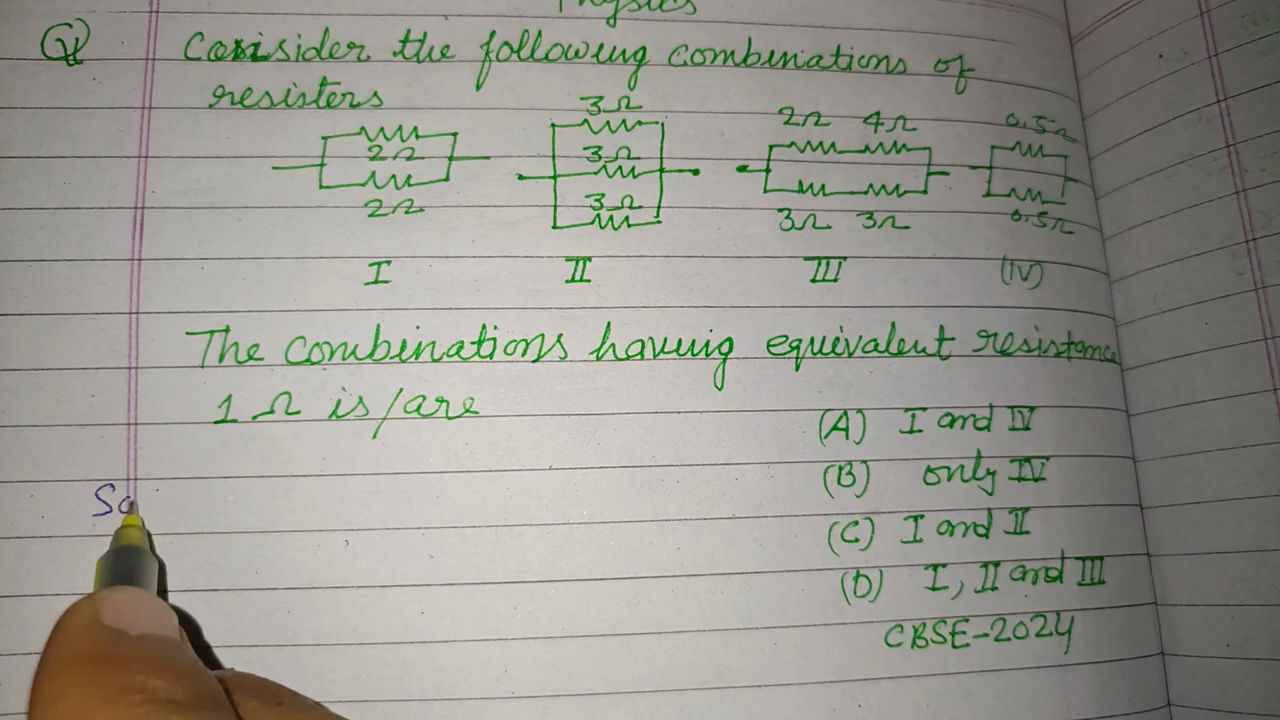 Physics
Q1 Consider the following combinations of
resisters
3Ω
2Ω 4Ω 0.5Ω
2Ω 3Ω
2Ω 3Ω 3Ω 3Ω 0.5Ω
I II III (IV)
The combinations having equivalent resistance
1 Ω is/are
(A) I and IV
(B) only IV
(C) I and II
(D) I, II and III
CBSE-2024
So